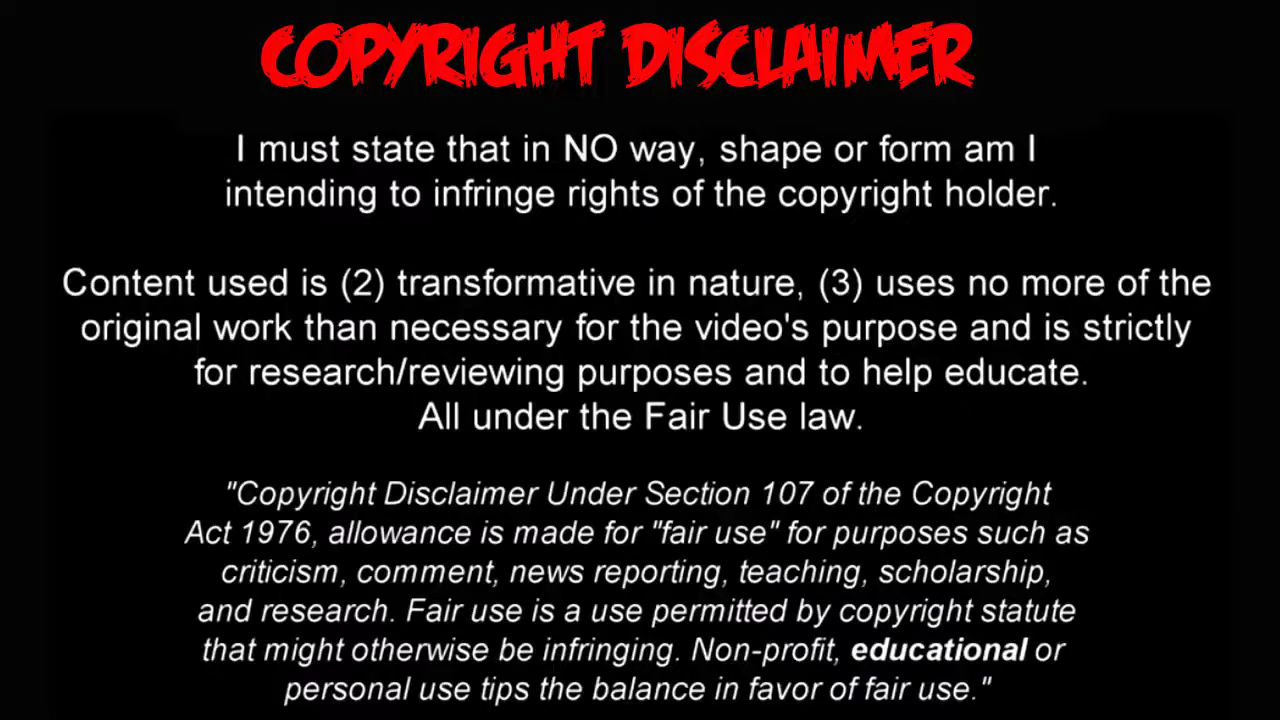 COPYRIGHT DISCLAIMER
I must state that in NO way, shape or form am I
intending to infringe rights of the copyright holder.
Content used is (2) transformative in nature, (3) uses no more of the
original work than necessary for the video's purpose and is strictly
for research/reviewing purposes and to help educate.
All under the Fair Use law.
"Copyright Disclaimer Under Section 107 of the Copyright
Act 1976, allowance is made for "fair use" for purposes such as
criticism, comment, news reporting, teaching, scholarship,
and research. Fair use is a use permitted by copyright statute
that might otherwise be infringing. Non-profit, educational or
personal use tips the balance in favor of fair use."